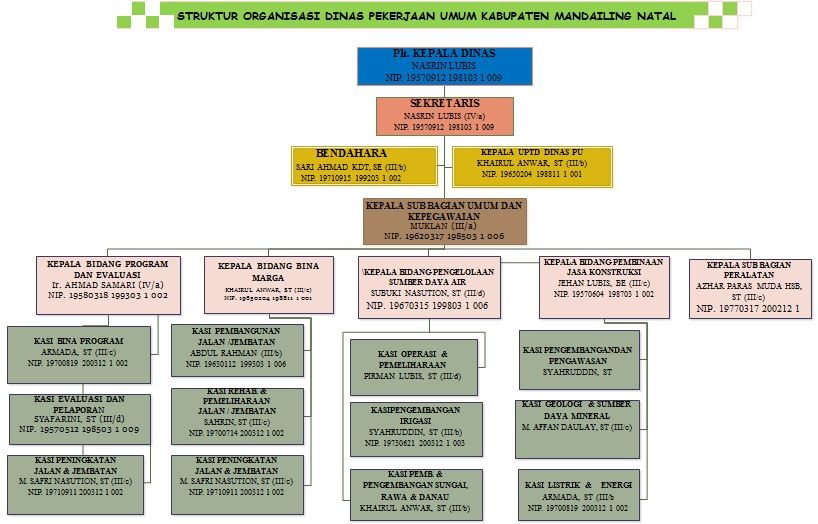 STRUKTUR ORGANISASI DINAS PEKERJAAN UMUM KABUPATEN MANDAILING NATAL
Plt. KEPALA DINAS
NASRIN LUBIS
NIP. 19570912 198103 1 009
SEKRETARIS
NASRIN LUBIS (IV/a)
NIP. 19570912 198103 1 009
BENDAHARA
SARI AHMAD KDT, SE (III/b)
NIP. 19710915 199203 1 002
KEPALA UPTD DINAS PU
KHAIRUL ANWAR, ST (III/b)
NIP. 19650204 198811 1 001
KEPALA SUB BAGIAN UMUM DAN
KEPEGAWAIAN
MUKLAN (III/a)
NIP. 19620317 198503 1 006
KEPALA BIDANG PROGRAM
DAN EVALUASI
Ir. AHMAD SAMARI (IV/a)
NIP. 19580318 199303 1 002
KEPALA BIDANG BINA
MARGA
KHAIRUL ANWAR, ST (III/c)
NIP. 19650204 198811 1 001
\KEPALA BIDANG PENGELOLAAN
SUMBER DAYA AIR
SUBUKI NASUTION, ST (III/d)
NIP. 19670315 199803 1 006
KEPALA BIDANG PEMBINAAN
JASA KONSTRUKSI
JEHAN LUBIS, BE (III/c)
NIP. 19570604 198703 1 002
KEPALA SUB BAGIAN
PERALATAN
AZHAR PARAS MUDA HSB,
ST (III/c)
NIP. 19770317 200212 1
KASI BINA PROGRAM
ARMADA, ST (III/c)
NIP. 19700819 200312 1 002
KASI EVALUASI DAN
PELAPORAN
SYAFARINI, ST (III/d)
NIP. 19570512 198503 1 009
KASI PENINGKATAN
JALAN & JEMBATAN
M. SAFRI NASUTION, ST (III/c)
NIP. 19710911 200312 1 002
KASI PEMBANGUNAN
JALAN /JEMBATAN
ABDUL RAHMAN (III/b)
NIP. 19630112 199303 1 006
KASI REHAB. &
PEMELIHARAAN
JALAN / JEMBATAN
SAHRIN, ST (III/c)
NIP. 19700714 200312 1 002
KASI PENINGKATAN
JALAN & JEMBATAN
M. SAFRI NASUTION, ST (III/c)
NIP. 19710911 200312 1 002
KASI OPERASI &
PEMELIHARAAN
PIRMAN LUBIS, ST (III/d)
KASIPENGEMBANGAN
IRIGASI
SYAHRUDDIN, ST (III/b)
NIP. 19730621 200312 1 003
KASI PEMB. &
PENGEMBANGAN SUNGAI,
RAWA & DANAU
KHAIRUL ANWAR, ST (III/b)
KASI PENGEMBANGANDAN
PENGAWASAN
SYAHRUDDIN, ST
KASI GEOLOGI & SUMBER
DAYA MINERAL
M. AFFAN DAULAY, ST (III/c)
KASI LISTRIK & ENERGI
ARMADA, ST (III/b
NIP. 19700819 200312 1 002